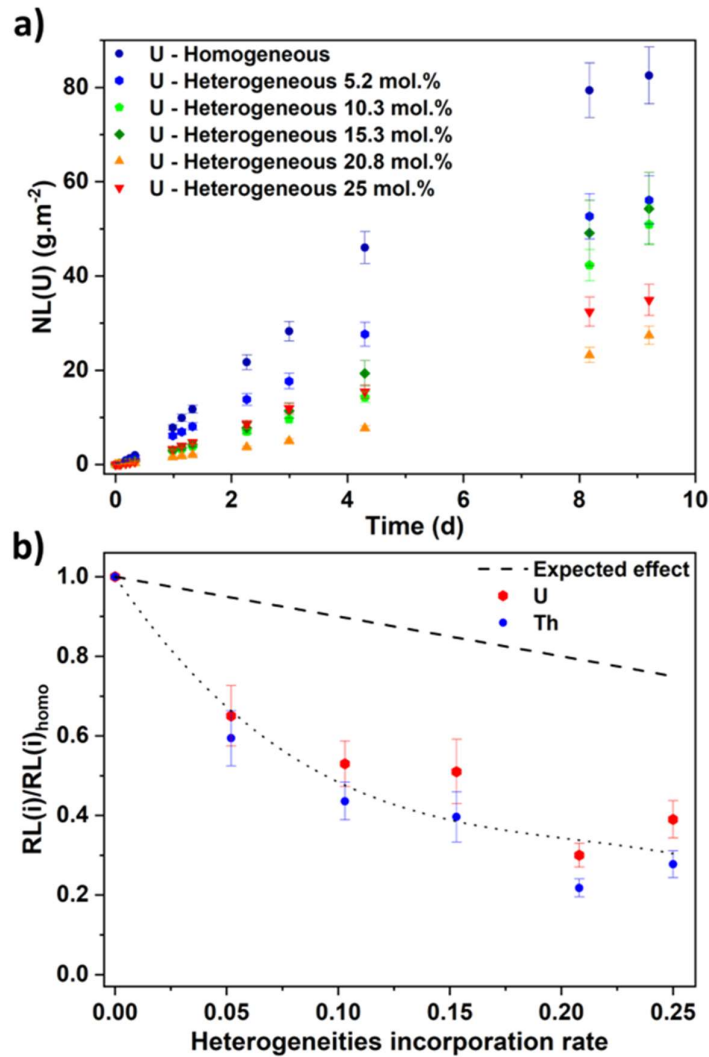 a)
U - Homogeneous
U - Heterogeneous 5.2 mol.%
U - Heterogeneous 10.3 mol.%
U - Heterogeneous 15.3 mol.%
U - Heterogeneous 20.8 mol.%
U - Heterogeneous 25 mol.%
NL(U) (g.m⁻²)
80
60
40
20
0
0 2 4 6 8 10
Time (d)
b)
Expected effect
U
Th
RL(i)/RL(i)homo
1.0
0.8
0.6
0.4
0.2
0.0
0.00 0.05 0.10 0.15 0.20 0.25
Heterogeneities incorporation rate